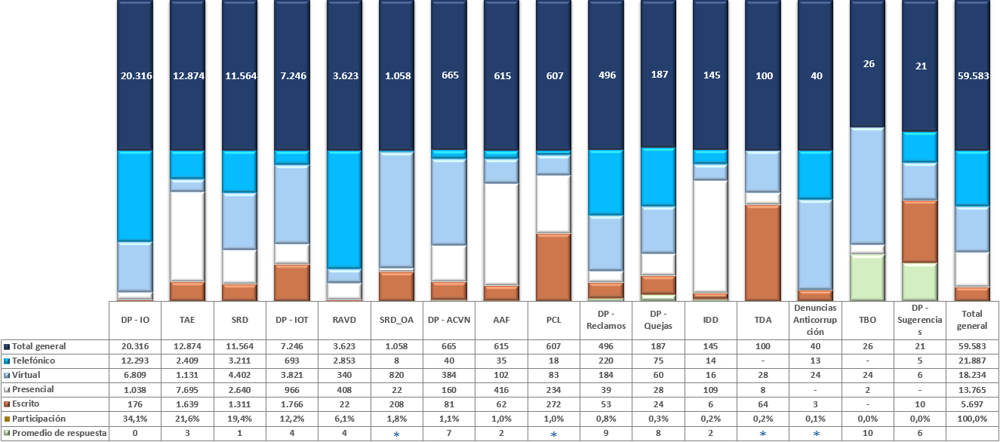 20.316 12.874 11.564 7.246 3.623 1.058 665 615 607 496 187 145 100 40 26 21 59.583
DP - IO TAE SRD DP - IOT RAVD SRD_OA DP - ACVN AAF PCL DP - Reclamos DP - Quejas IDD TDA Denuncias Anticorrup ción TBO DP - Sugerencia s Total general
Total general 20.316 12.874 11.564 7.246 3.623 1.058 665 615 607 496 187 145 100 40 26 21 59.583
Telefónico 12.293 2.409 3.211 693 2.853 8 40 35 18 220 75 14 - 13 - 5 21.887
Virtual 6.809 1.131 4.402 3.821 340 820 384 102 83 184 60 16 28 24 24 6 18.234
Presencial 1.038 7.695 2.640 966 408 22 160 416 234 39 28 109 8 - 2 - 13.765
Escrito 176 1.639 1.311 1.766 22 208 81 62 272 53 24 6 64 3 - 10 5.697
Participación 34,1% 21,6% 19,4% 12,2% 6,1% 1,8% 1,1% 1,0% 1,0% 0,8% 0,3% 0,2% 0,2% 0,1% 0,0% 0,0% 100,0%
Promedio de respuesta 0 3 1 4 4 * 7 2 * 9 8 2 * * 10 6